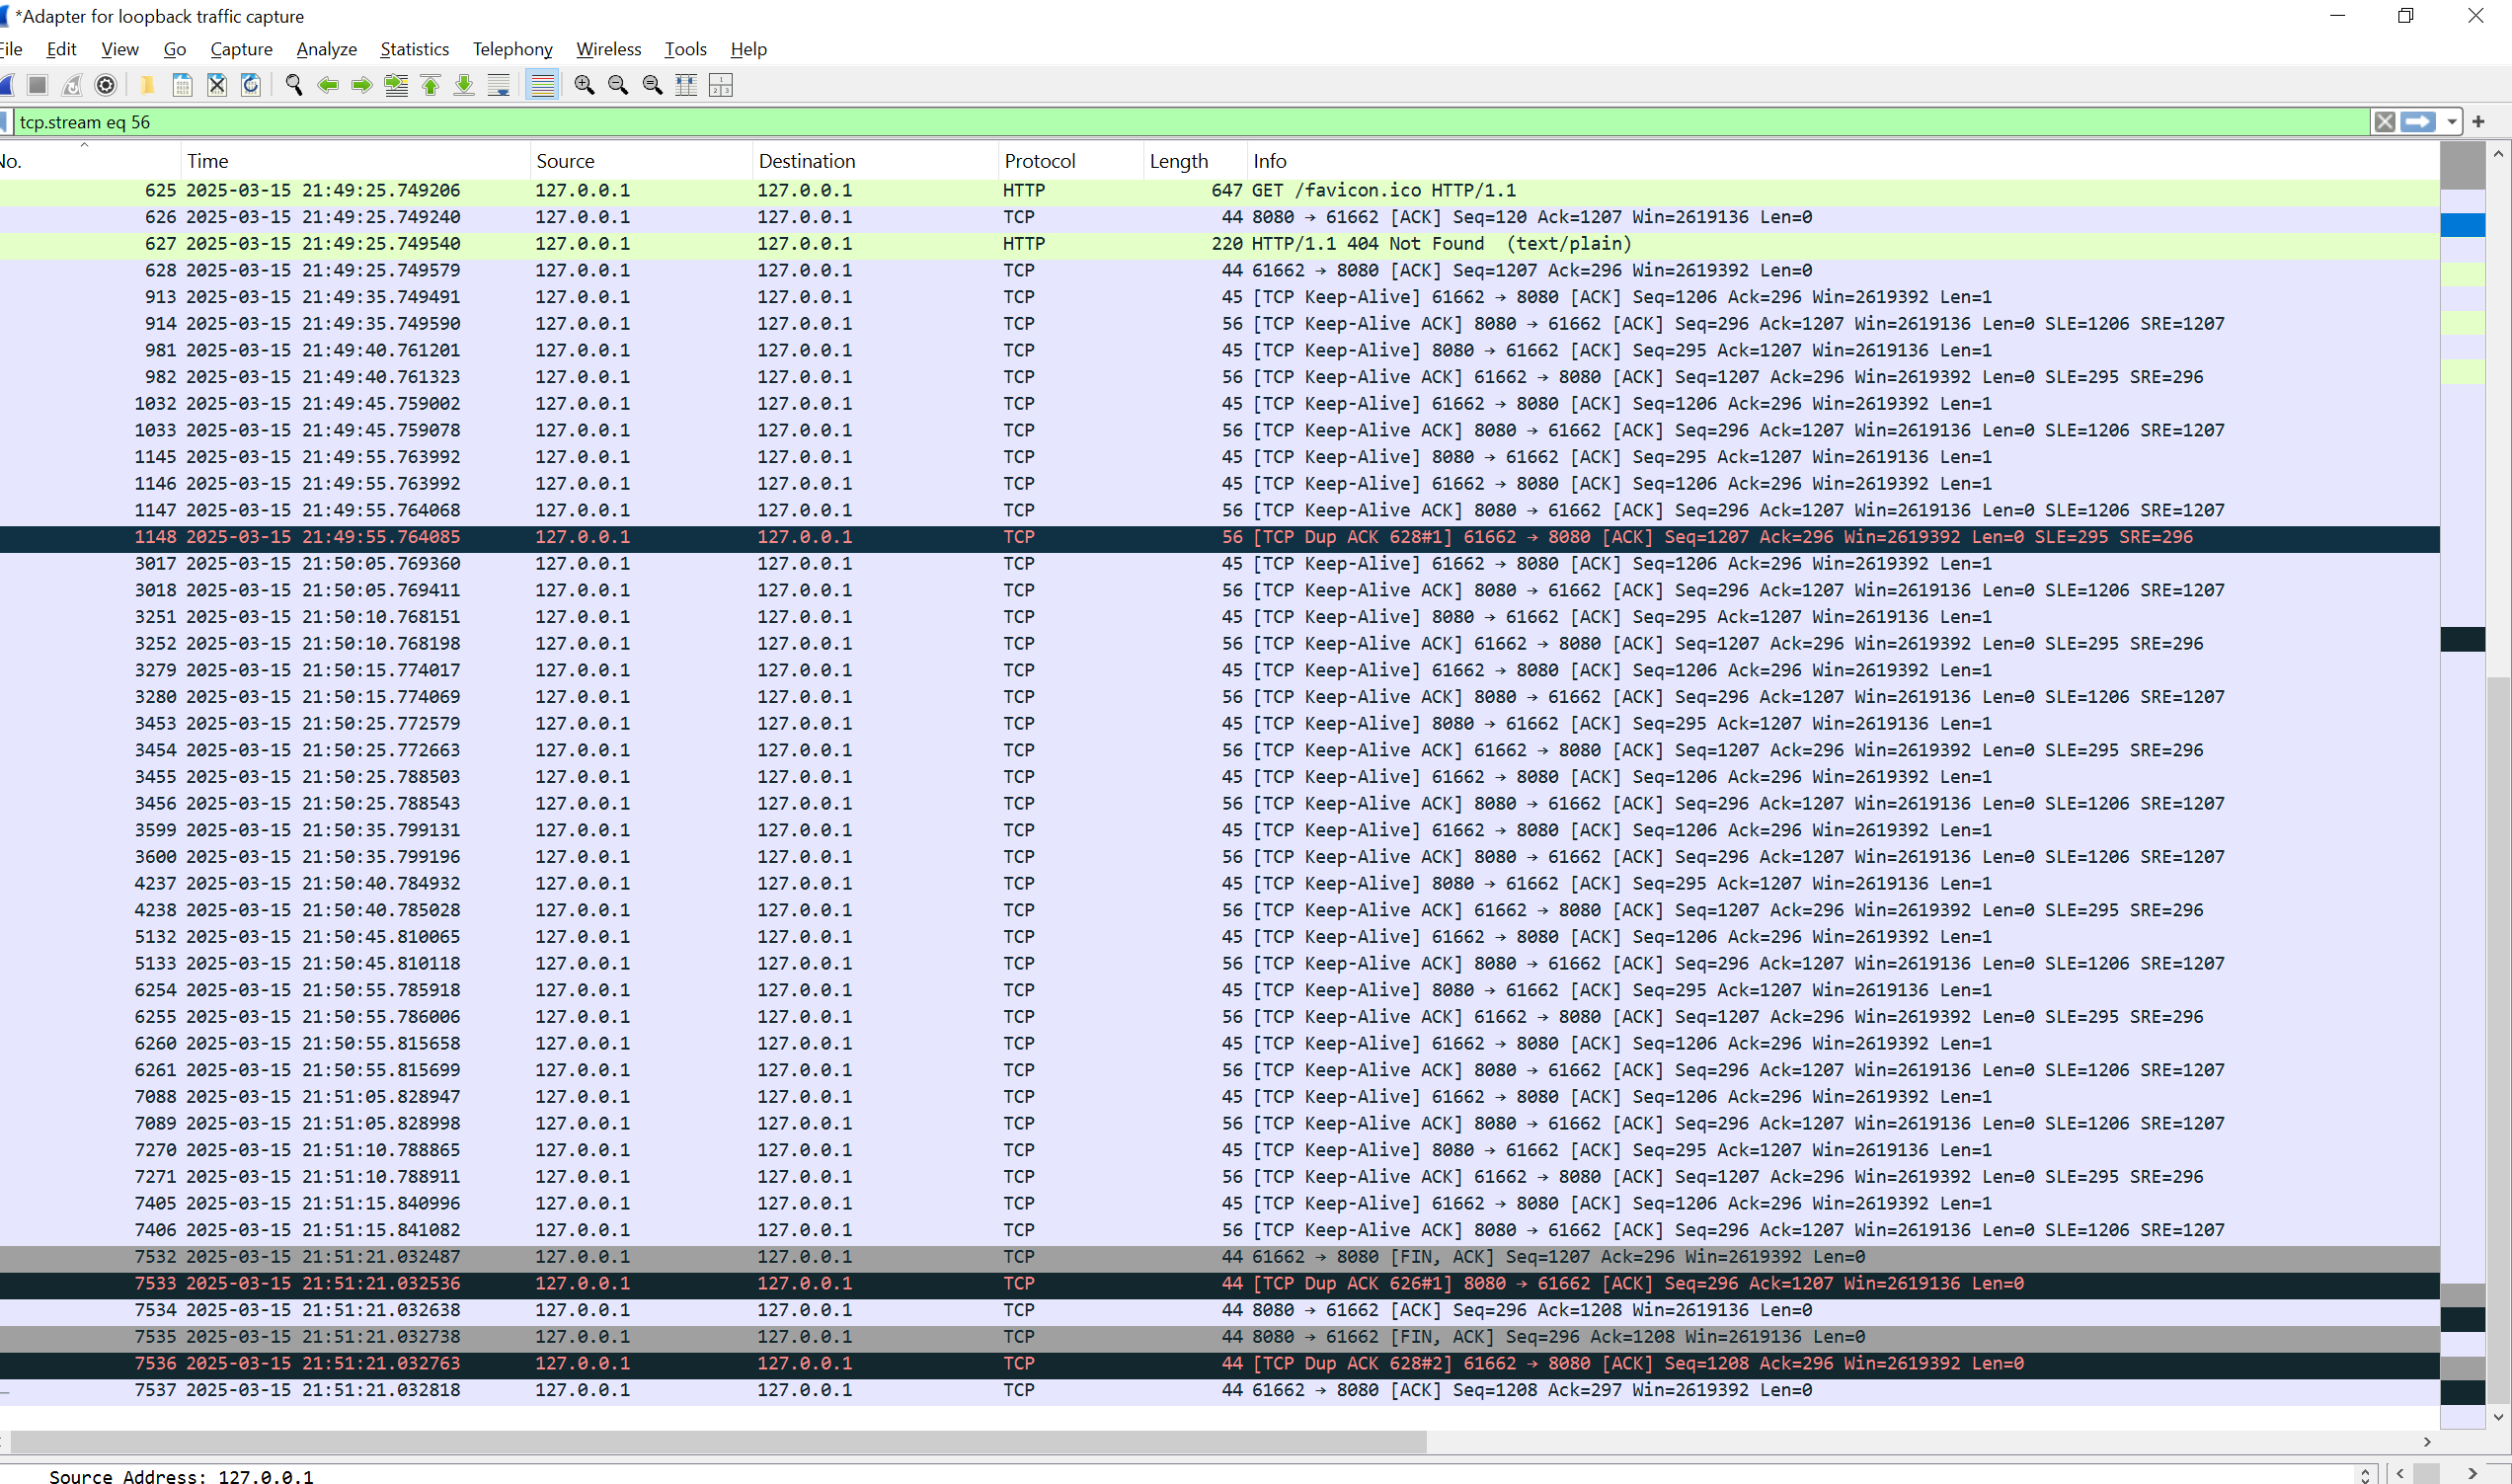 *Adapter for loopback traffic capture
File Edit View Go Capture Analyze Statistics Telephony Wireless Tools Help
tcp.stream eq 56
No. Time Source Destination Protocol Length Info
625 2025-03-15 21:49:25.749206 127.0.0.1 127.0.0.1 HTTP 647 GET /favicon.ico HTTP/1.1
626 2025-03-15 21:49:25.749240 127.0.0.1 127.0.0.1 TCP 44 8080 → 61662 [ACK] Seq=120 Ack=1207 Win=2619136 Len=0
627 2025-03-15 21:49:25.749540 127.0.0.1 127.0.0.1 HTTP 220 HTTP/1.1 404 Not Found (text/plain)
628 2025-03-15 21:49:25.749579 127.0.0.1 127.0.0.1 TCP 44 61662 → 8080 [ACK] Seq=1207 Ack=296 Win=2619392 Len=0
913 2025-03-15 21:49:35.749491 127.0.0.1 127.0.0.1 TCP 45 [TCP Keep-Alive] 61662 → 8080 [ACK] Seq=1206 Ack=296 Win=2619392 Len=1
914 2025-03-15 21:49:35.749590 127.0.0.1 127.0.0.1 TCP 56 [TCP Keep-Alive ACK] 8080 → 61662 [ACK] Seq=296 Ack=1207 Win=2619136 Len=0 SLE=1206 SRE=1207
981 2025-03-15 21:49:40.761201 127.0.0.1 127.0.0.1 TCP 45 [TCP Keep-Alive] 8080 → 61662 [ACK] Seq=295 Ack=1207 Win=2619136 Len=1
982 2025-03-15 21:49:40.761323 127.0.0.1 127.0.0.1 TCP 56 [TCP Keep-Alive ACK] 61662 → 8080 [ACK] Seq=1207 Ack=296 Win=2619392 Len=0 SLE=295 SRE=296
1032 2025-03-15 21:49:45.759002 127.0.0.1 127.0.0.1 TCP 45 [TCP Keep-Alive] 61662 → 8080 [ACK] Seq=1206 Ack=296 Win=2619392 Len=1
1033 2025-03-15 21:49:45.759078 127.0.0.1 127.0.0.1 TCP 56 [TCP Keep-Alive ACK] 8080 → 61662 [ACK] Seq=296 Ack=1207 Win=2619136 Len=0 SLE=1206 SRE=1207
1145 2025-03-15 21:49:55.763992 127.0.0.1 127.0.0.1 TCP 45 [TCP Keep-Alive] 8080 → 61662 [ACK] Seq=295 Ack=1207 Win=2619136 Len=1
1146 2025-03-15 21:49:55.763992 127.0.0.1 127.0.0.1 TCP 45 [TCP Keep-Alive] 61662 → 8080 [ACK] Seq=1206 Ack=296 Win=2619392 Len=1
1147 2025-03-15 21:49:55.764068 127.0.0.1 127.0.0.1 TCP 56 [TCP Keep-Alive ACK] 8080 → 61662 [ACK] Seq=296 Ack=1207 Win=2619136 Len=0 SLE=1206 SRE=1207
1148 2025-03-15 21:49:55.764085 127.0.0.1 127.0.0.1 TCP 56 [TCP Dup ACK 628#1] 61662 → 8080 [ACK] Seq=1207 Ack=296 Win=2619392 Len=0 SLE=295 SRE=296
3017 2025-03-15 21:50:05.769360 127.0.0.1 127.0.0.1 TCP 45 [TCP Keep-Alive] 61662 → 8080 [ACK] Seq=1206 Ack=296 Win=2619392 Len=1
3018 2025-03-15 21:50:05.769411 127.0.0.1 127.0.0.1 TCP 56 [TCP Keep-Alive ACK] 8080 → 61662 [ACK] Seq=296 Ack=1207 Win=2619136 Len=0 SLE=1206 SRE=1207
3251 2025-03-15 21:50:10.768151 127.0.0.1 127.0.0.1 TCP 45 [TCP Keep-Alive] 8080 → 61662 [ACK] Seq=295 Ack=1207 Win=2619136 Len=1
3252 2025-03-15 21:50:10.768198 127.0.0.1 127.0.0.1 TCP 56 [TCP Keep-Alive ACK] 61662 → 8080 [ACK] Seq=1207 Ack=296 Win=2619392 Len=0 SLE=295 SRE=296
3279 2025-03-15 21:50:15.774017 127.0.0.1 127.0.0.1 TCP 45 [TCP Keep-Alive] 61662 → 8080 [ACK] Seq=1206 Ack=296 Win=2619392 Len=1
3280 2025-03-15 21:50:15.774069 127.0.0.1 127.0.0.1 TCP 56 [TCP Keep-Alive ACK] 8080 → 61662 [ACK] Seq=296 Ack=1207 Win=2619136 Len=0 SLE=1206 SRE=1207
3453 2025-03-15 21:50:25.772579 127.0.0.1 127.0.0.1 TCP 45 [TCP Keep-Alive] 8080 → 61662 [ACK] Seq=295 Ack=1207 Win=2619136 Len=1
3454 2025-03-15 21:50:25.772663 127.0.0.1 127.0.0.1 TCP 56 [TCP Keep-Alive ACK] 61662 → 8080 [ACK] Seq=1207 Ack=296 Win=2619392 Len=0 SLE=295 SRE=296
3455 2025-03-15 21:50:25.788503 127.0.0.1 127.0.0.1 TCP 45 [TCP Keep-Alive] 61662 → 8080 [ACK] Seq=1206 Ack=296 Win=2619392 Len=1
3456 2025-03-15 21:50:25.788543 127.0.0.1 127.0.0.1 TCP 56 [TCP Keep-Alive ACK] 8080 → 61662 [ACK] Seq=296 Ack=1207 Win=2619136 Len=0 SLE=1206 SRE=1207
3599 2025-03-15 21:50:35.799131 127.0.0.1 127.0.0.1 TCP 45 [TCP Keep-Alive] 61662 → 8080 [ACK] Seq=1206 Ack=296 Win=2619392 Len=1
3600 2025-03-15 21:50:35.799196 127.0.0.1 127.0.0.1 TCP 56 [TCP Keep-Alive ACK] 8080 → 61662 [ACK] Seq=296 Ack=1207 Win=2619136 Len=0 SLE=1206 SRE=1207
4237 2025-03-15 21:50:40.784932 127.0.0.1 127.0.0.1 TCP 45 [TCP Keep-Alive] 8080 → 61662 [ACK] Seq=295 Ack=1207 Win=2619136 Len=1
4238 2025-03-15 21:50:40.785028 127.0.0.1 127.0.0.1 TCP 56 [TCP Keep-Alive ACK] 61662 → 8080 [ACK] Seq=1207 Ack=296 Win=2619392 Len=0 SLE=295 SRE=296
5132 2025-03-15 21:50:45.810065 127.0.0.1 127.0.0.1 TCP 45 [TCP Keep-Alive] 61662 → 8080 [ACK] Seq=1206 Ack=296 Win=2619392 Len=1
5133 2025-03-15 21:50:45.810118 127.0.0.1 127.0.0.1 TCP 56 [TCP Keep-Alive ACK] 8080 → 61662 [ACK] Seq=296 Ack=1207 Win=2619136 Len=0 SLE=1206 SRE=1207
6254 2025-03-15 21:50:55.785918 127.0.0.1 127.0.0.1 TCP 45 [TCP Keep-Alive] 8080 → 61662 [ACK] Seq=295 Ack=1207 Win=2619136 Len=1
6255 2025-03-15 21:50:55.786006 127.0.0.1 127.0.0.1 TCP 56 [TCP Keep-Alive ACK] 61662 → 8080 [ACK] Seq=1207 Ack=296 Win=2619392 Len=0 SLE=295 SRE=296
6260 2025-03-15 21:50:55.815658 127.0.0.1 127.0.0.1 TCP 45 [TCP Keep-Alive] 61662 → 8080 [ACK] Seq=1206 Ack=296 Win=2619392 Len=1
6261 2025-03-15 21:50:55.815699 127.0.0.1 127.0.0.1 TCP 56 [TCP Keep-Alive ACK] 8080 → 61662 [ACK] Seq=296 Ack=1207 Win=2619136 Len=0 SLE=1206 SRE=1207
7088 2025-03-15 21:51:05.828947 127.0.0.1 127.0.0.1 TCP 45 [TCP Keep-Alive] 61662 → 8080 [ACK] Seq=1206 Ack=296 Win=2619392 Len=1
7089 2025-03-15 21:51:05.828998 127.0.0.1 127.0.0.1 TCP 56 [TCP Keep-Alive ACK] 8080 → 61662 [ACK] Seq=296 Ack=1207 Win=2619136 Len=0 SLE=1206 SRE=1207
7270 2025-03-15 21:51:10.788865 127.0.0.1 127.0.0.1 TCP 45 [TCP Keep-Alive] 8080 → 61662 [ACK] Seq=295 Ack=1207 Win=2619136 Len=1
7271 2025-03-15 21:51:10.788911 127.0.0.1 127.0.0.1 TCP 56 [TCP Keep-Alive ACK] 61662 → 8080 [ACK] Seq=1207 Ack=296 Win=2619392 Len=0 SLE=295 SRE=296
7405 2025-03-15 21:51:15.840996 127.0.0.1 127.0.0.1 TCP 45 [TCP Keep-Alive] 61662 → 8080 [ACK] Seq=1206 Ack=296 Win=2619392 Len=1
7406 2025-03-15 21:51:15.841082 127.0.0.1 127.0.0.1 TCP 56 [TCP Keep-Alive ACK] 8080 → 61662 [ACK] Seq=296 Ack=1207 Win=2619136 Len=0 SLE=1206 SRE=1207
7532 2025-03-15 21:51:21.032487 127.0.0.1 127.0.0.1 TCP 44 61662 → 8080 [FIN, ACK] Seq=1207 Ack=296 Win=2619392 Len=0
7533 2025-03-15 21:51:21.032536 127.0.0.1 127.0.0.1 TCP 44 [TCP Dup ACK 626#1] 8080 → 61662 [ACK] Seq=296 Ack=1207 Win=2619136 Len=0
7534 2025-03-15 21:51:21.032638 127.0.0.1 127.0.0.1 TCP 44 8080 → 61662 [ACK] Seq=296 Ack=1208 Win=2619136 Len=0
7535 2025-03-15 21:51:21.032738 127.0.0.1 127.0.0.1 TCP 44 8080 → 61662 [FIN, ACK] Seq=296 Ack=1208 Win=2619136 Len=0
7536 2025-03-15 21:51:21.032763 127.0.0.1 127.0.0.1 TCP 44 [TCP Dup ACK 628#2] 61662 → 8080 [ACK] Seq=1208 Ack=296 Win=2619392 Len=0
7537 2025-03-15 21:51:21.032818 127.0.0.1 127.0.0.1 TCP 44 61662 → 8080 [ACK] Seq=1208 Ack=297 Win=2619392 Len=0
Source Address: 127.0.0.1